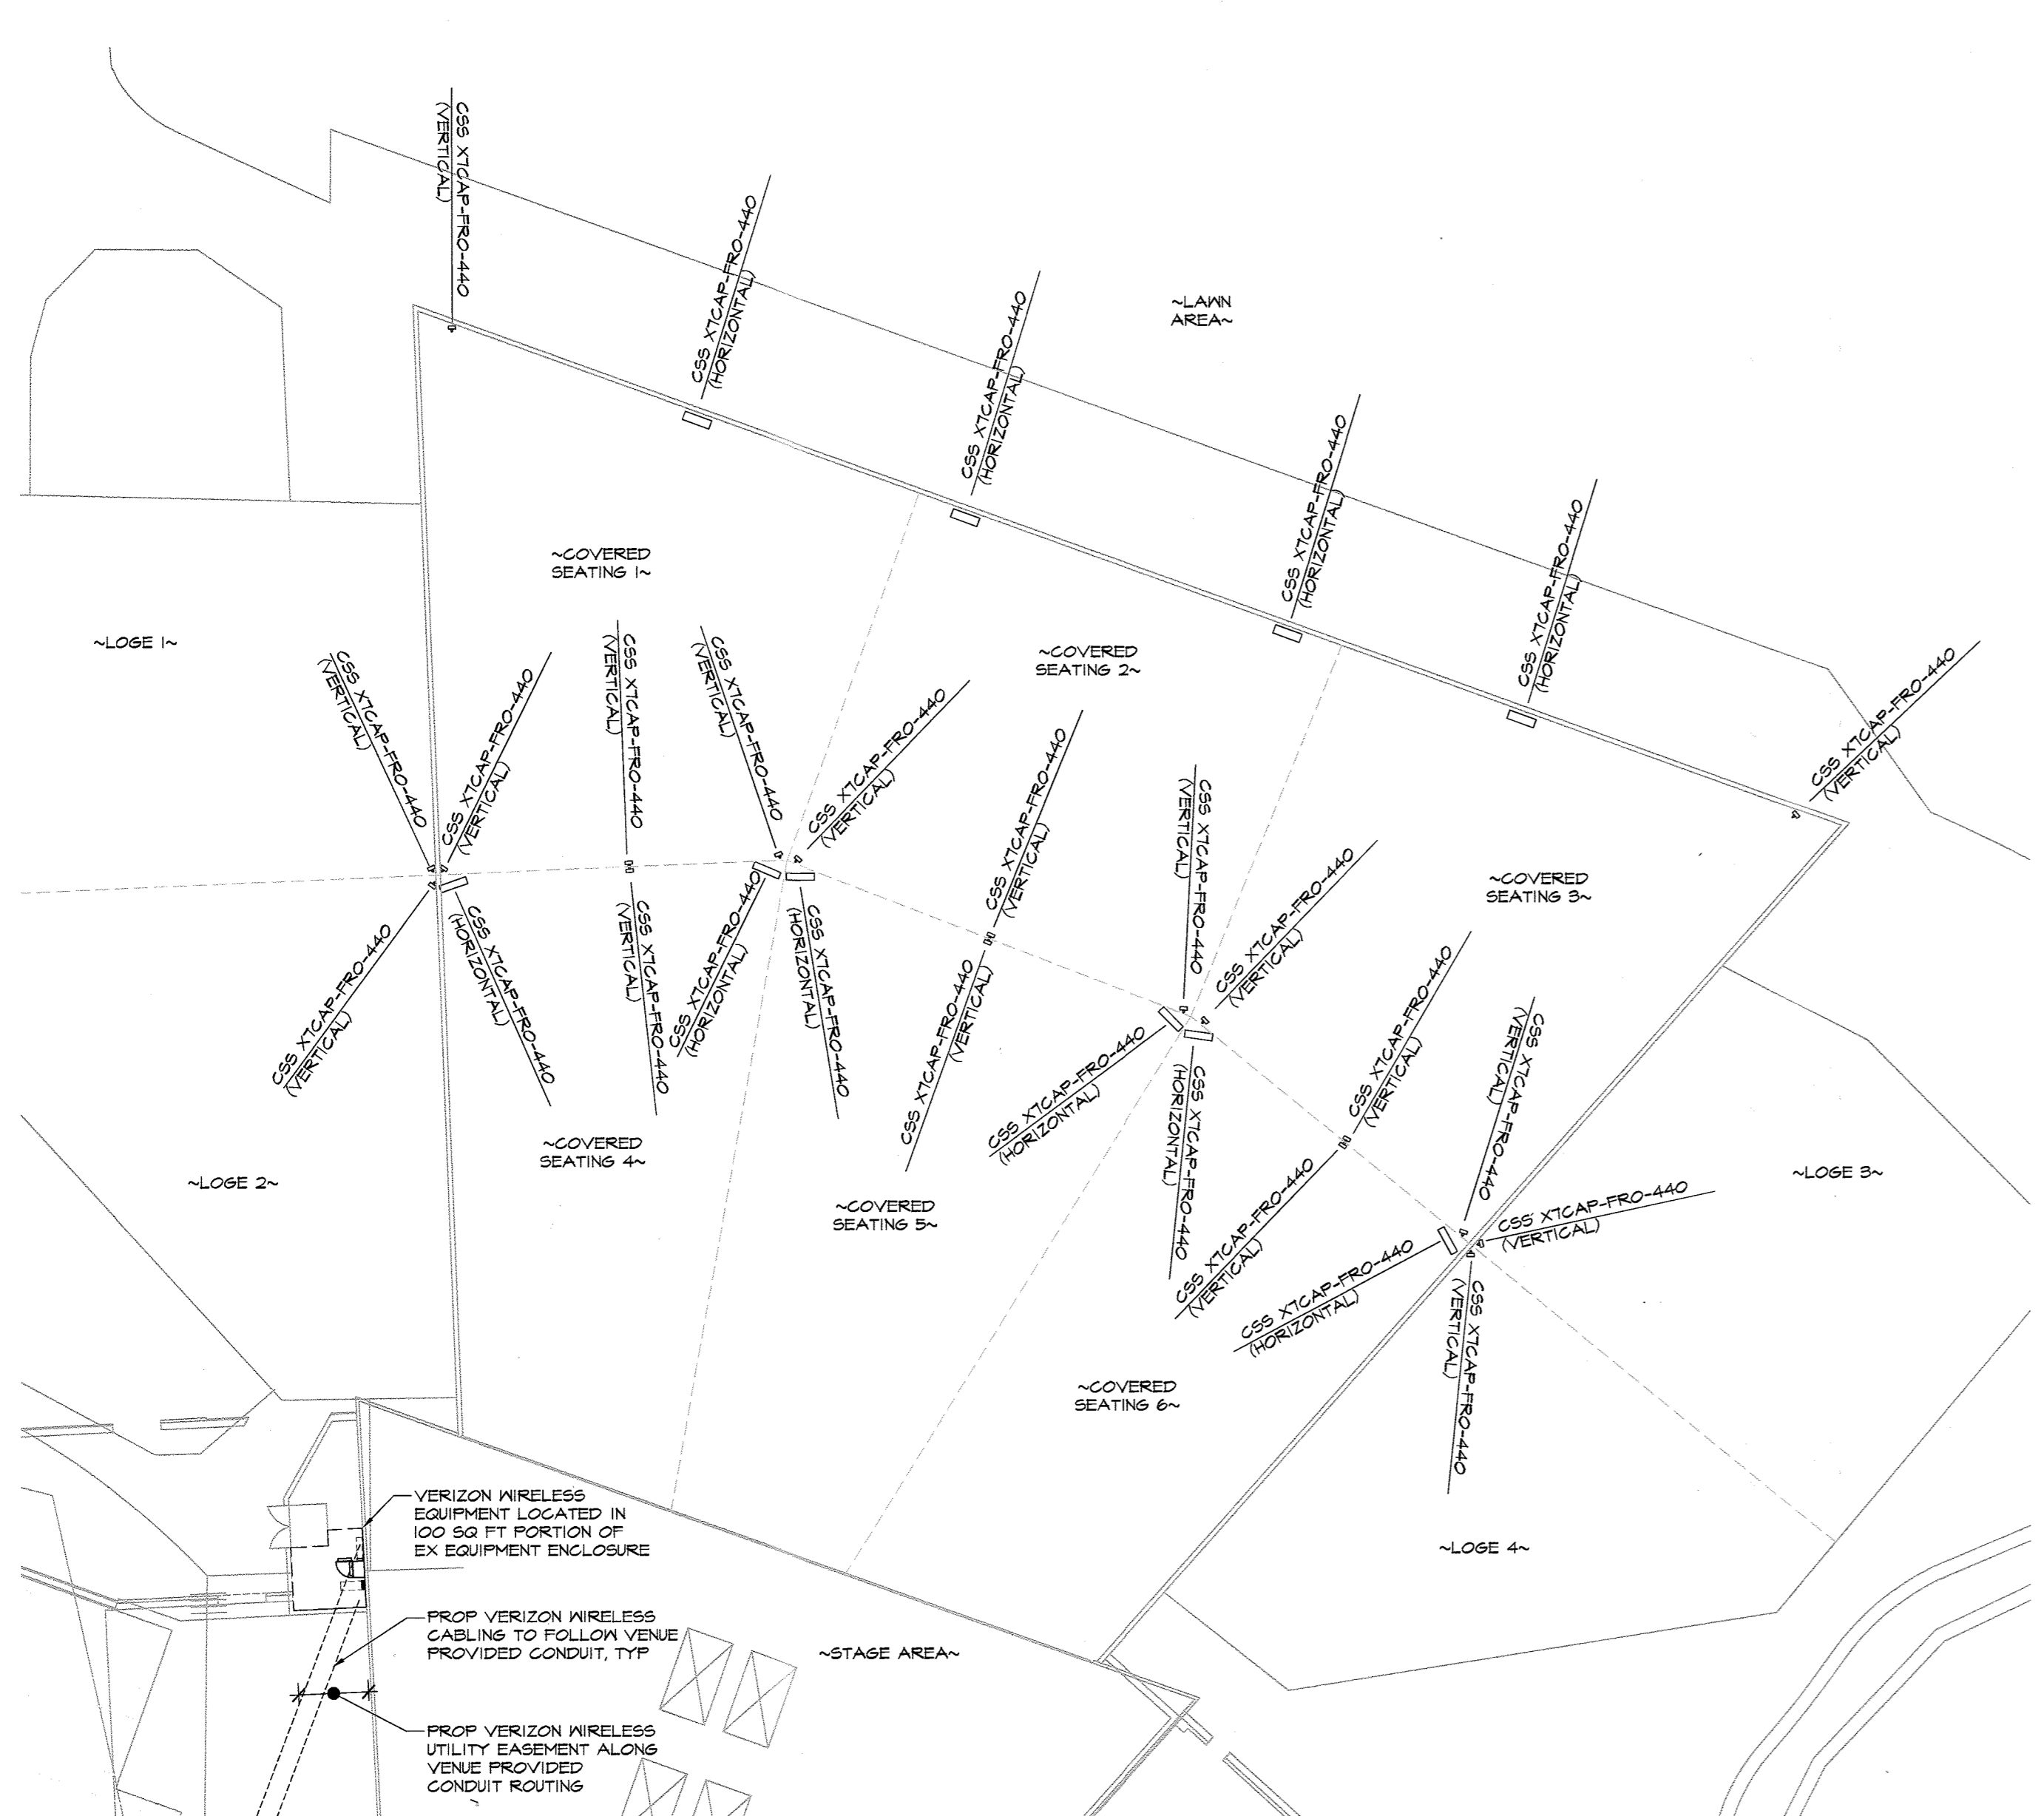 CSS X7CAP-FRO-440
(VERTICAL)
CSS X7CAP-FRO-440
(HORIZONTAL)
CSS X7CAP-FRO-440
(HORIZONTAL)
~LAWN
AREA~
CSS X7CAP-FRO-440
(HORIZONTAL)
CSS X7CAP-FRO-440
(HORIZONTAL)
CSS X7CAP-FRO-440
(VERTICAL)
~COVERED
SEATING 1~
~LOGE 1~
~COVERED
SEATING 2~
~COVERED
SEATING 3~
CSS X7CAP-FRO-440
(VERTICAL)
CSS X7CAP-FRO-440
(VERTICAL)
CSS X7CAP-FRO-440
(VERTICAL)
CSS X7CAP-FRO-440
(VERTICAL)
CSS X7CAP-FRO-440
(VERTICAL)
CSS X7CAP-FRO-440
(VERTICAL)
CSS X7CAP-FRO-440
(VERTICAL)
CSS X7CAP-FRO-440
(VERTICAL)
CSS X7CAP-FRO-440
(VERTICAL)
CSS X7CAP-FRO-440
(VERTICAL)
CSS X7CAP-FRO-440
(VERTICAL)
CSS X7CAP-FRO-440
(HORIZONTAL)
CSS X7CAP-FRO-440
(VERTICAL)
CSS X7CAP-FRO-440
(HORIZONTAL)
CSS X7CAP-FRO-440
(HORIZONTAL)
CSS X7CAP-FRO-440
(VERTICAL)
CSS X7CAP-FRO-440
(HORIZONTAL)
CSS X7CAP-FRO-440
(HORIZONTAL)
CSS X7CAP-FRO-440
(VERTICAL)
CSS X7CAP-FRO-440
(HORIZONTAL)
CSS X7CAP-FRO-440
(VERTICAL)
CSS X7CAP-FRO-440
(VERTICAL)
~COVERED
SEATING 4~
~LOGE 2~
~COVERED
SEATING 5~
~LOGE 3~
~COVERED
SEATING 6~
~LOGE 4~
VERIZON WIRELESS
EQUIPMENT LOCATED IN
100 SQ FT PORTION OF
EX EQUIPMENT ENCLOSURE
PROP VERIZON WIRELESS
CABLING TO FOLLOW VENUE
PROVIDED CONDUIT, TYP
~STAGE AREA~
PROP VERIZON WIRELESS
UTILITY EASEMENT ALONG
VENUE PROVIDED
CONDUIT ROUTING